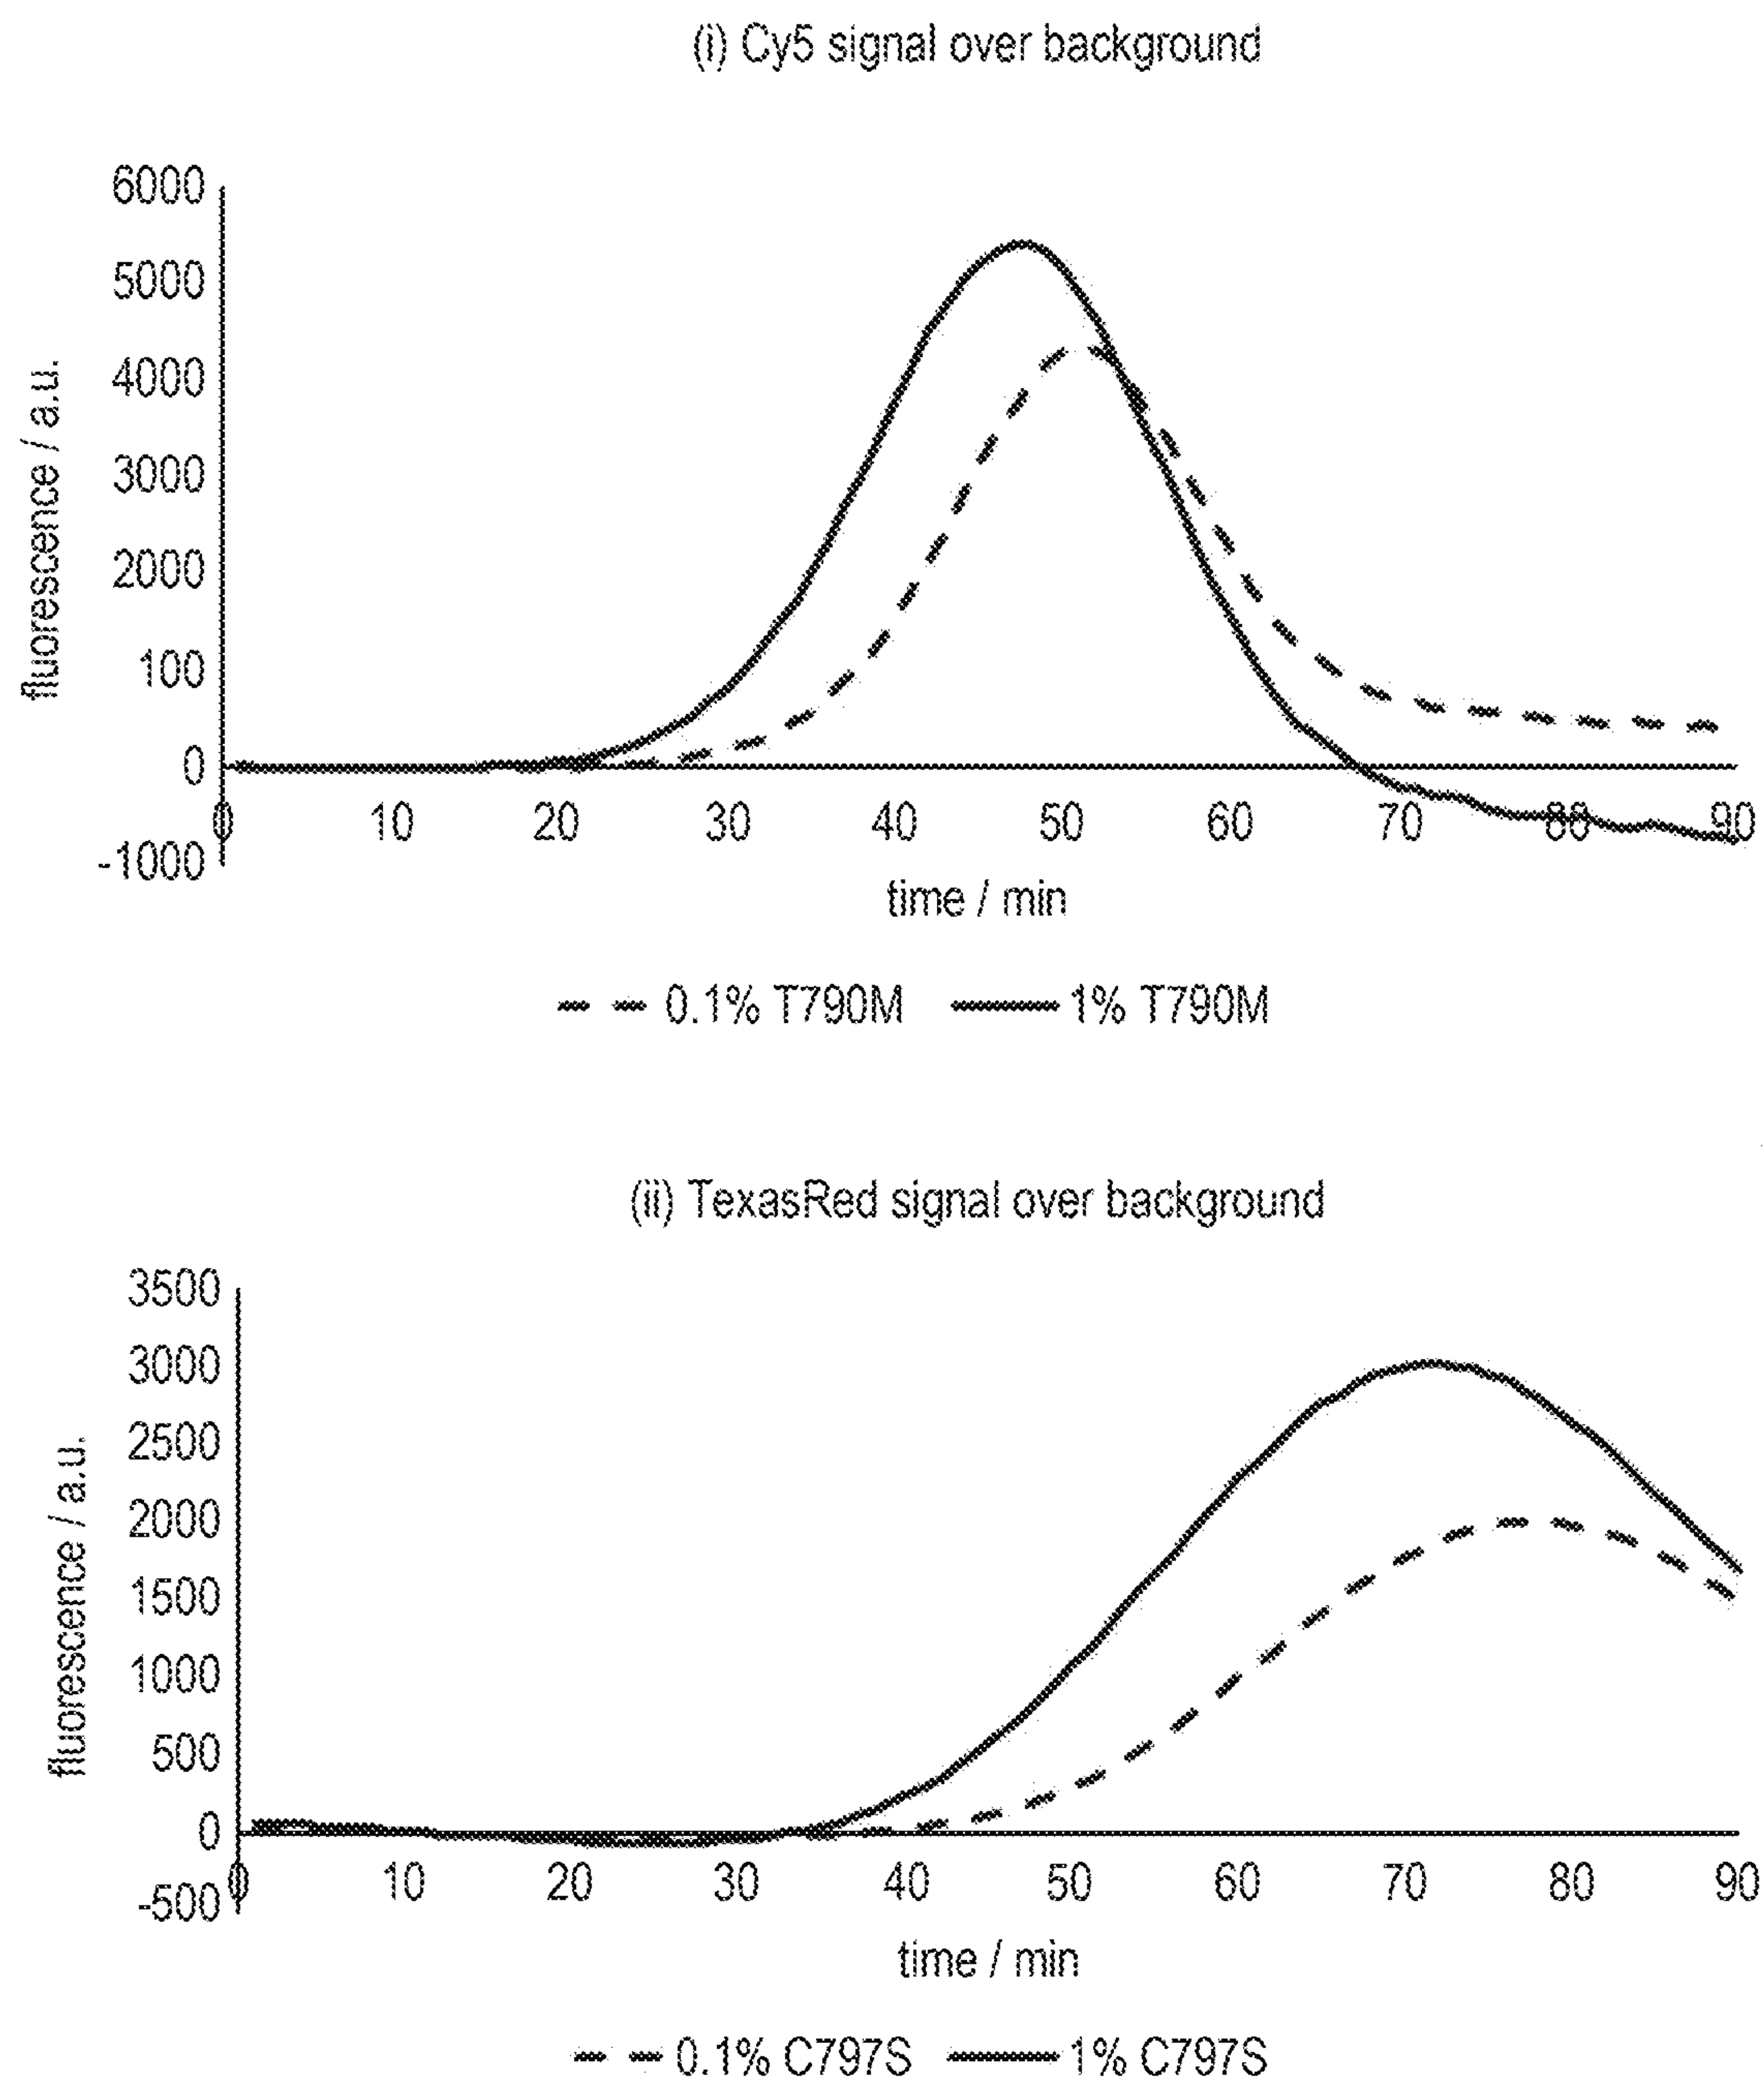 (i) Cy5 signal over background
6000
5000
4000
3000
2000
100
0
-1000
fluorescence / a.u.
0 10 20 30 40 50 60 70 80 90
time / min
0.1% T790M 1% T790M
(ii) TexasRed signal over background
3500
3000
2500
2000
1500
1000
500
0
-500
fluorescence / a.u.
0 10 20 30 40 50 60 70 80 90
time / min
0.1% C797S 1% C797S